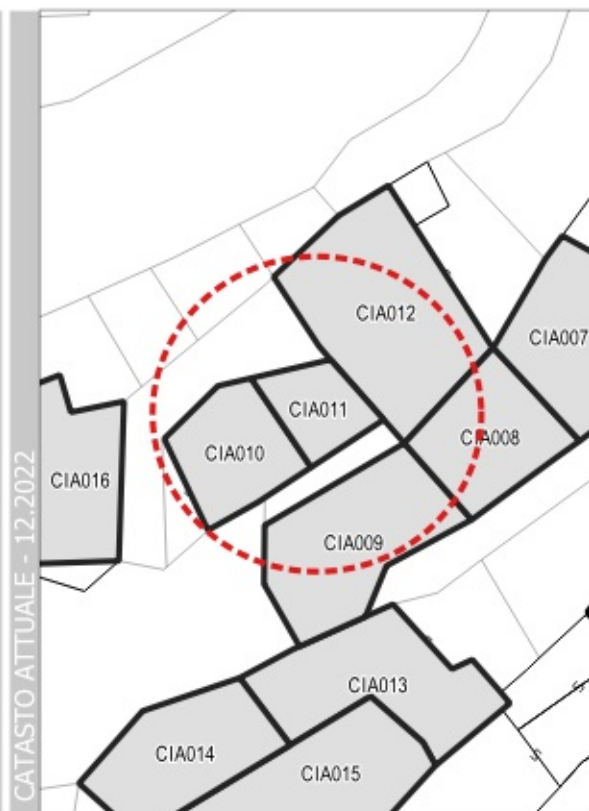 CATASTO ATTUALE - 12.2022
CIA012
CIA007
CIA011
CIA008
CIA010
CIA016
CIA009
CIA013
CIA014
CIA015
S
S